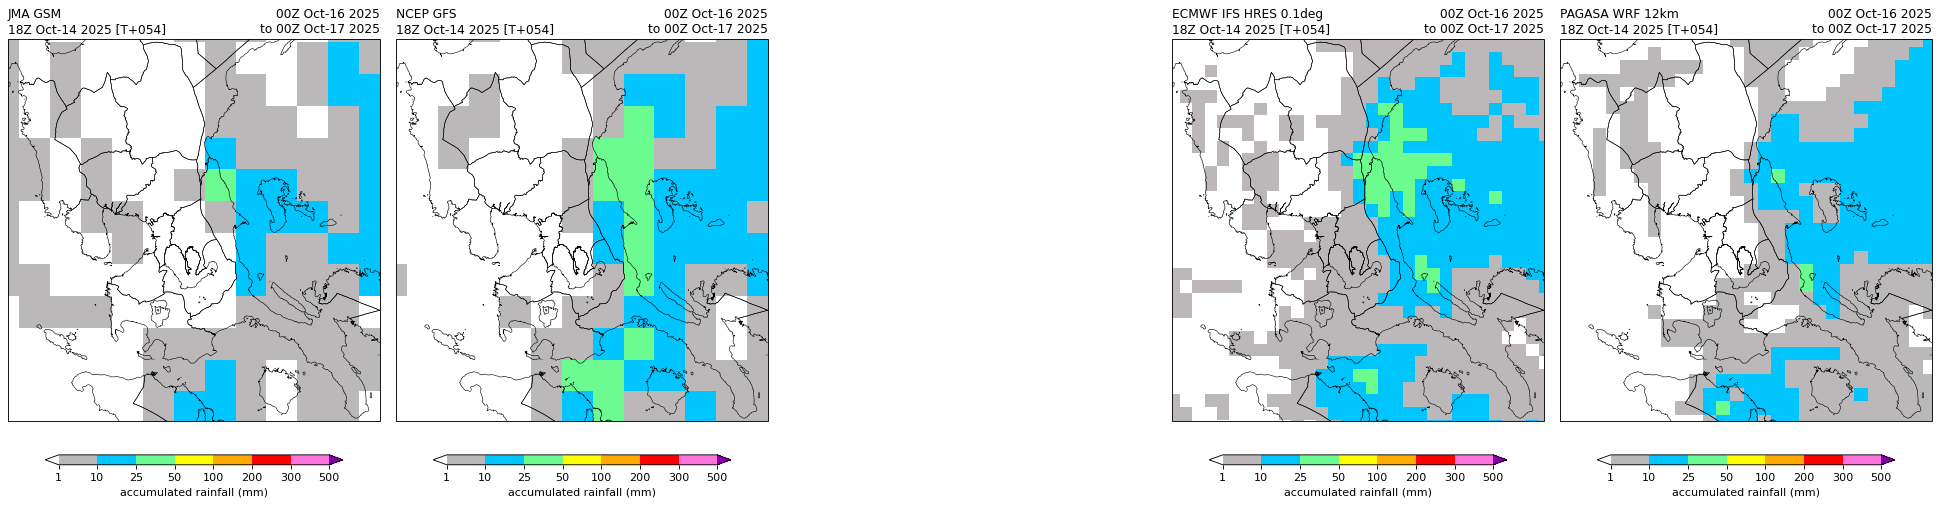 JMA GSM
00Z Oct-16 2025
18Z Oct-14 2025 [T+054]
to 00Z Oct-17 2025
NCEP GFS
00Z Oct-16 2025
18Z Oct-14 2025 [T+054]
to 00Z Oct-17 2025
ECMWF IFS HRES 0.1deg
00Z Oct-16 2025
18Z Oct-14 2025 [T+054]
to 00Z Oct-17 2025
PAGASA WRF 12km
00Z Oct-16 2025
18Z Oct-14 2025 [T+054]
to 00Z Oct-17 2025
1 10 25 50 100 200 300 500
accumulated rainfall (mm)
1 10 25 50 100 200 300 500
accumulated rainfall (mm)
1 10 25 50 100 200 300 500
accumulated rainfall (mm)
1 10 25 50 100 200 300 500
accumulated rainfall (mm)